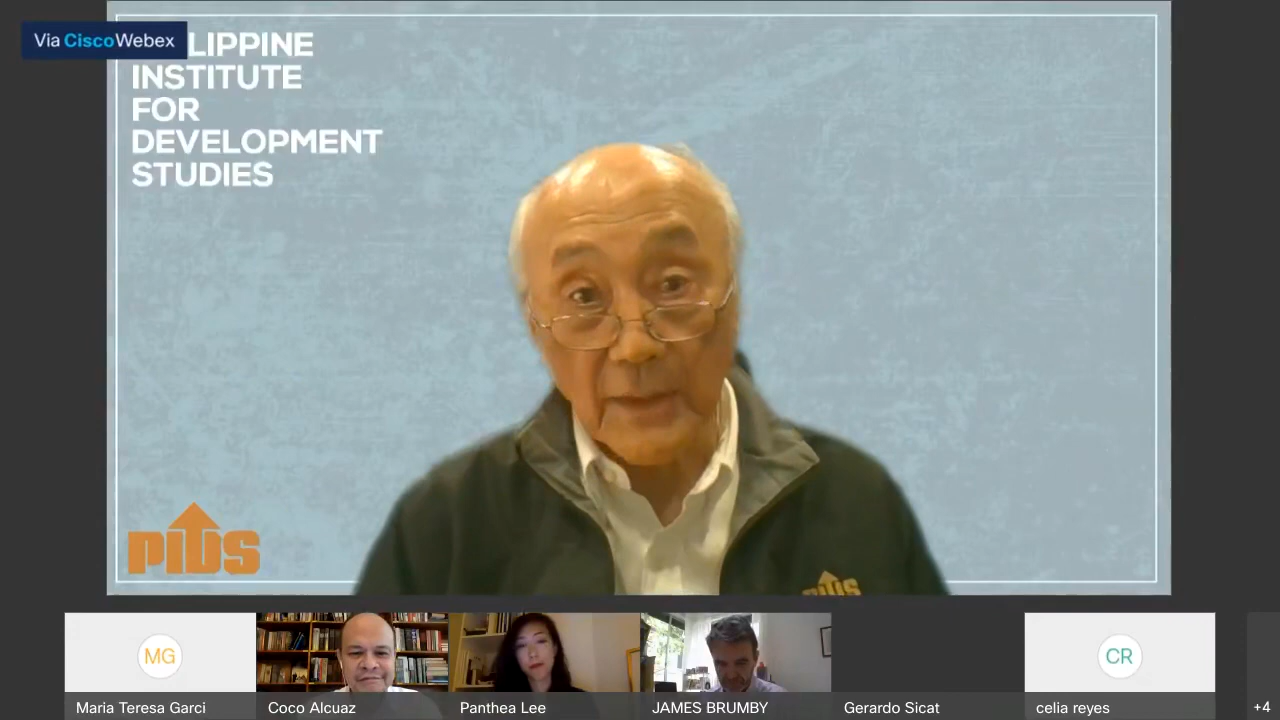 Via CiscoWebex
LIPPINE
INSTITUTE
FOR
DEVELOPMENT
STUDIES
PIDS
PIDS
MG
CR
Maria Teresa Garci
Coco Alcuaz
Panthea Lee
JAMES BRUMBY
Gerardo Sicat
celia reyes
+4